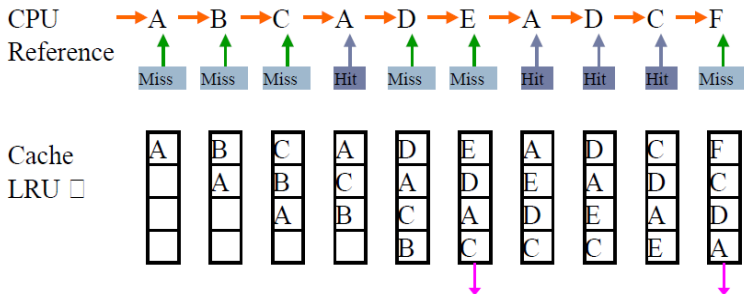 CPU A B C A D E A D C F
Reference
Miss Miss Miss Hit Miss Miss Hit Hit Hit Miss
A B C A D E A D C F
Cache A B C A D E A D C
LRU □ A B C A D E A D
B C C C E A